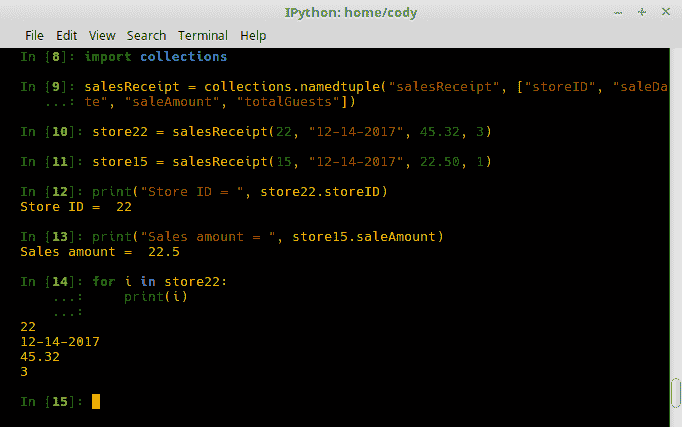 IPython: home/cody
File Edit View Search Terminal Help
In [8]: import collections
In [9]: salesReceipt = collections.namedtuple("salesReceipt", ["storeID", "saleDa
...: te", "saleAmount", "totalGuests"])
In [10]: store22 = salesReceipt(22, "12-14-2017", 45.32, 3)
In [11]: store15 = salesReceipt(15, "12-14-2017", 22.50, 1)
In [12]: print("Store ID = ", store22.storeID)
Store ID =  22
In [13]: print("Sales amount = ", store15.saleAmount)
Sales amount =  22.5
In [14]: for i in store22:
...:     print(i)
...:
22
12-14-2017
45.32
3
In [15]: